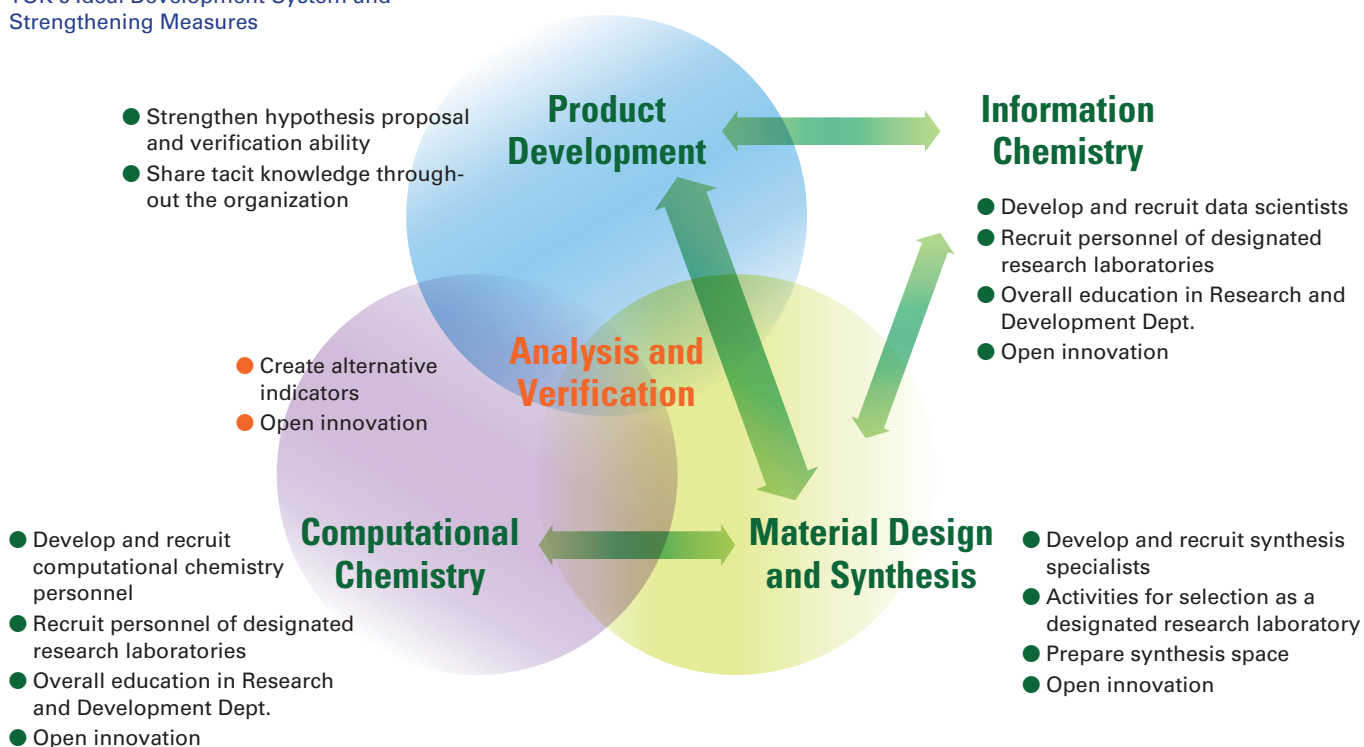 Strengthening Measures
Product
Development
● Strengthen hypothesis proposal
and verification ability
● Share tacit knowledge through-
out the organization
Information
Chemistry
● Develop and recruit data scientists
● Recruit personnel of designated
research laboratories
● Overall education in Research and
Development Dept.
● Open innovation
Analysis and
Verification
● Create alternative
indicators
● Open innovation
Computational
Chemistry
● Develop and recruit
computational chemistry
personnel
● Recruit personnel of designated
research laboratories
● Overall education in Research
and Development Dept.
● Open innovation
Material Design
and Synthesis
● Develop and recruit synthesis
specialists
● Activities for selection as a
designated research laboratory
● Prepare synthesis space
● Open innovation